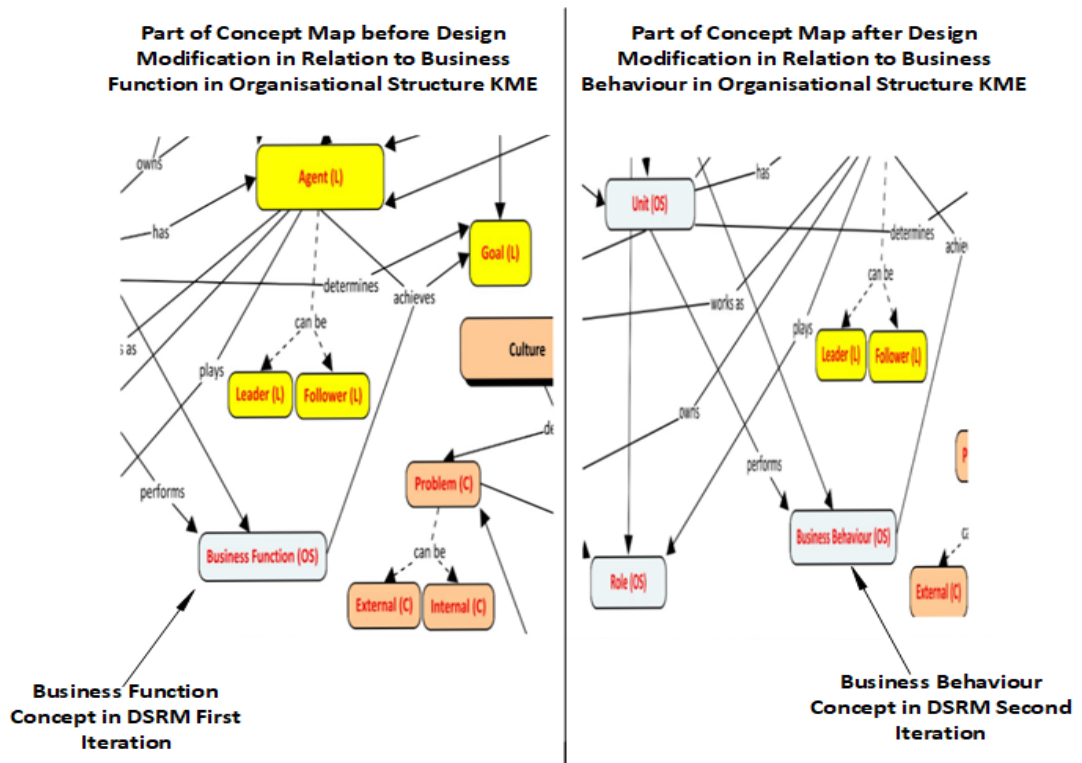 Part of Concept Map before Design
Modification in Relation to Business
Function in Organisational Structure KME
owns
Agent (L)
has
Goal (L)
determines
achieves
can be
s as
plays
Culture
Leader (L)
Follower (L)
de
Problem (C)
performs
Business Function (OS)
can be
External (C)
Internal (C)
Business Function
Concept in DSRM First
Iteration
Part of Concept Map after Design
Modification in Relation to Business
Behaviour in Organisational Structure KME
has
Unit (OS)
determines
achie
can be
works as
plays
Leader (L)
Follower (L)
owns
P
performs
Business Behaviour (OS)
ca
Role (OS)
External (C)
Business Behaviour
Concept in DSRM Second
Iteration